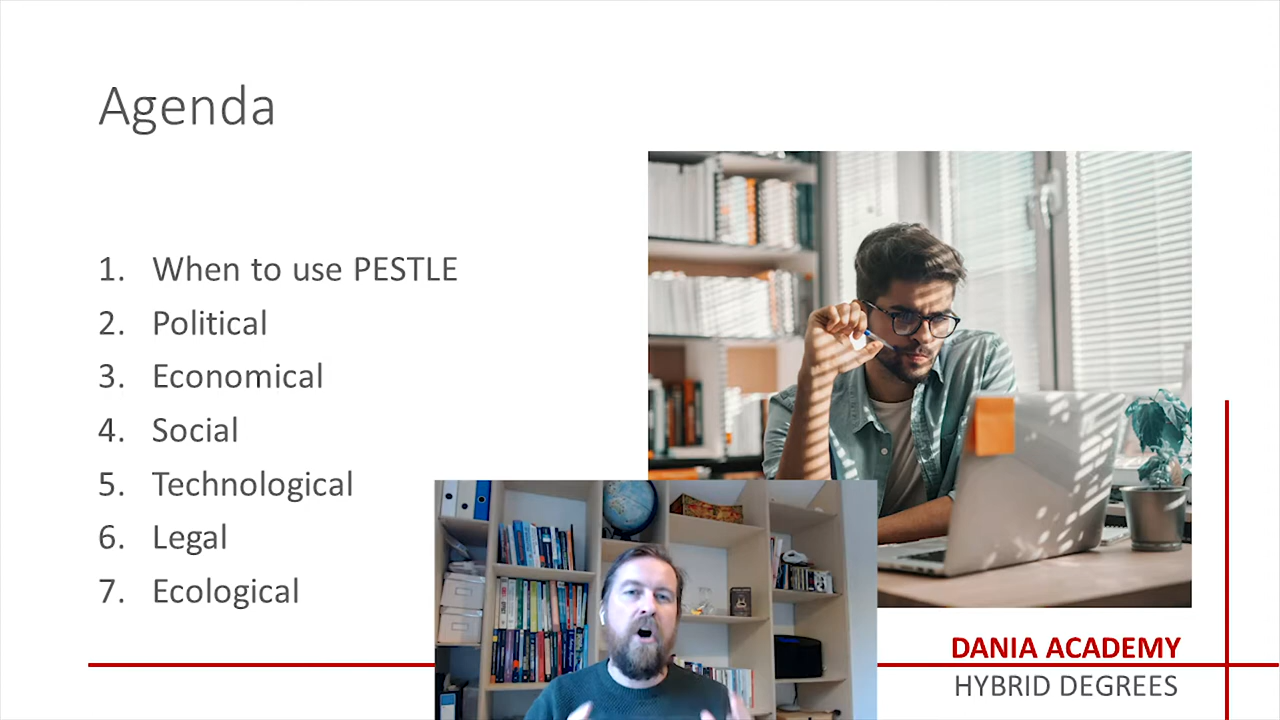 Agenda
1. When to use PESTLE
2. Political
3. Economical
4. Social
5. Technological
6. Legal
7. Ecological
DANIA ACADEMY
HYBRID DEGREES